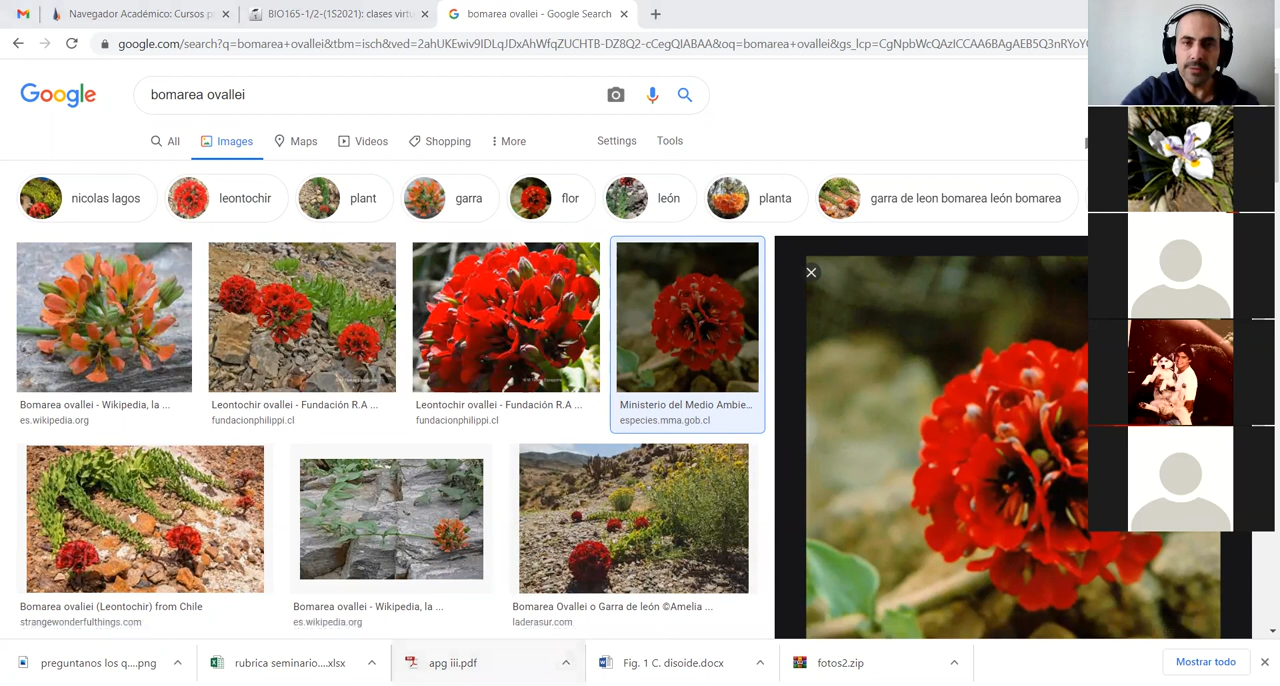 Navegador Académico: Cursos p
BIO165-1/2-(1S2021): clases virtu
bomarea ovallei - Google Search
google.com/search?q=bomarea+ovallei&tbm=isch&ved=2ahUKEwiv9IDLqJDxAhWfqZUCHTB-DZ8Q2-cCegQIABAA&oq=bomarea+ovallei&gs_lcp=CgNpbWcQAzICCAA6BAgAEB5Q3nRYoYC
Google
bomarea ovallei
All Images Maps Videos Shopping More Settings Tools
nicolas lagos leontochir plant garra flor león planta garra de leon bomarea león bomarea
Bomarea ovallei - Wikipedia, la ...
es.wikipedia.org
Leontochir ovallei - Fundación R.A ...
fundacionphilippi.cl
Leontochir ovallei - Fundación R.A ...
fundacionphilippi.cl
Ministerio del Medio Ambie...
especies.mma.gob.cl
Bomarea ovaliei (Leontochir) from Chile
strangewonderfulthings.com
Bomarea ovallei - Wikipedia, la ...
es.wikipedia.org
Bomarea Ovallei o Garra de león ©Amelia ...
laderasur.com
preguntanos los q....png
rubrica seminario....xlsx
apg iii.pdf
Fig. 1 C. disoide.docx
fotos2.zip
Mostrar todo